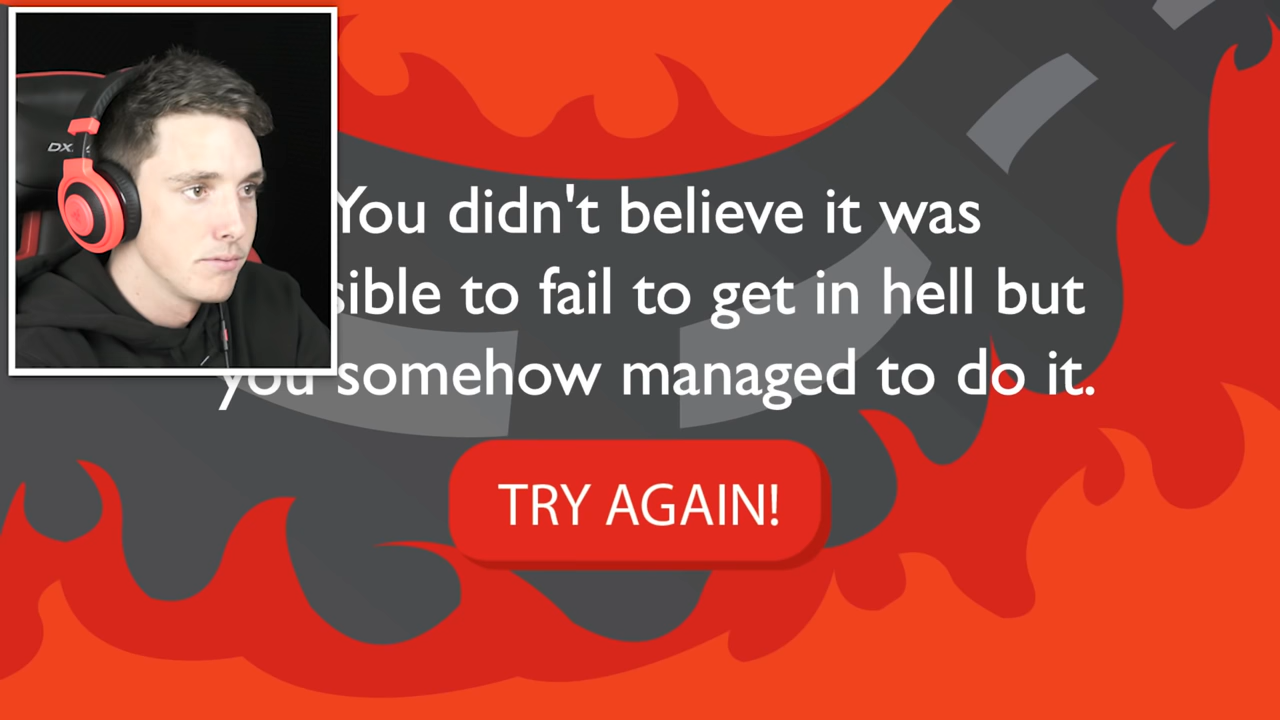 DX
You didn't believe it was
sible to fail to get in hell but
you somehow managed to do it.
TRY AGAIN!